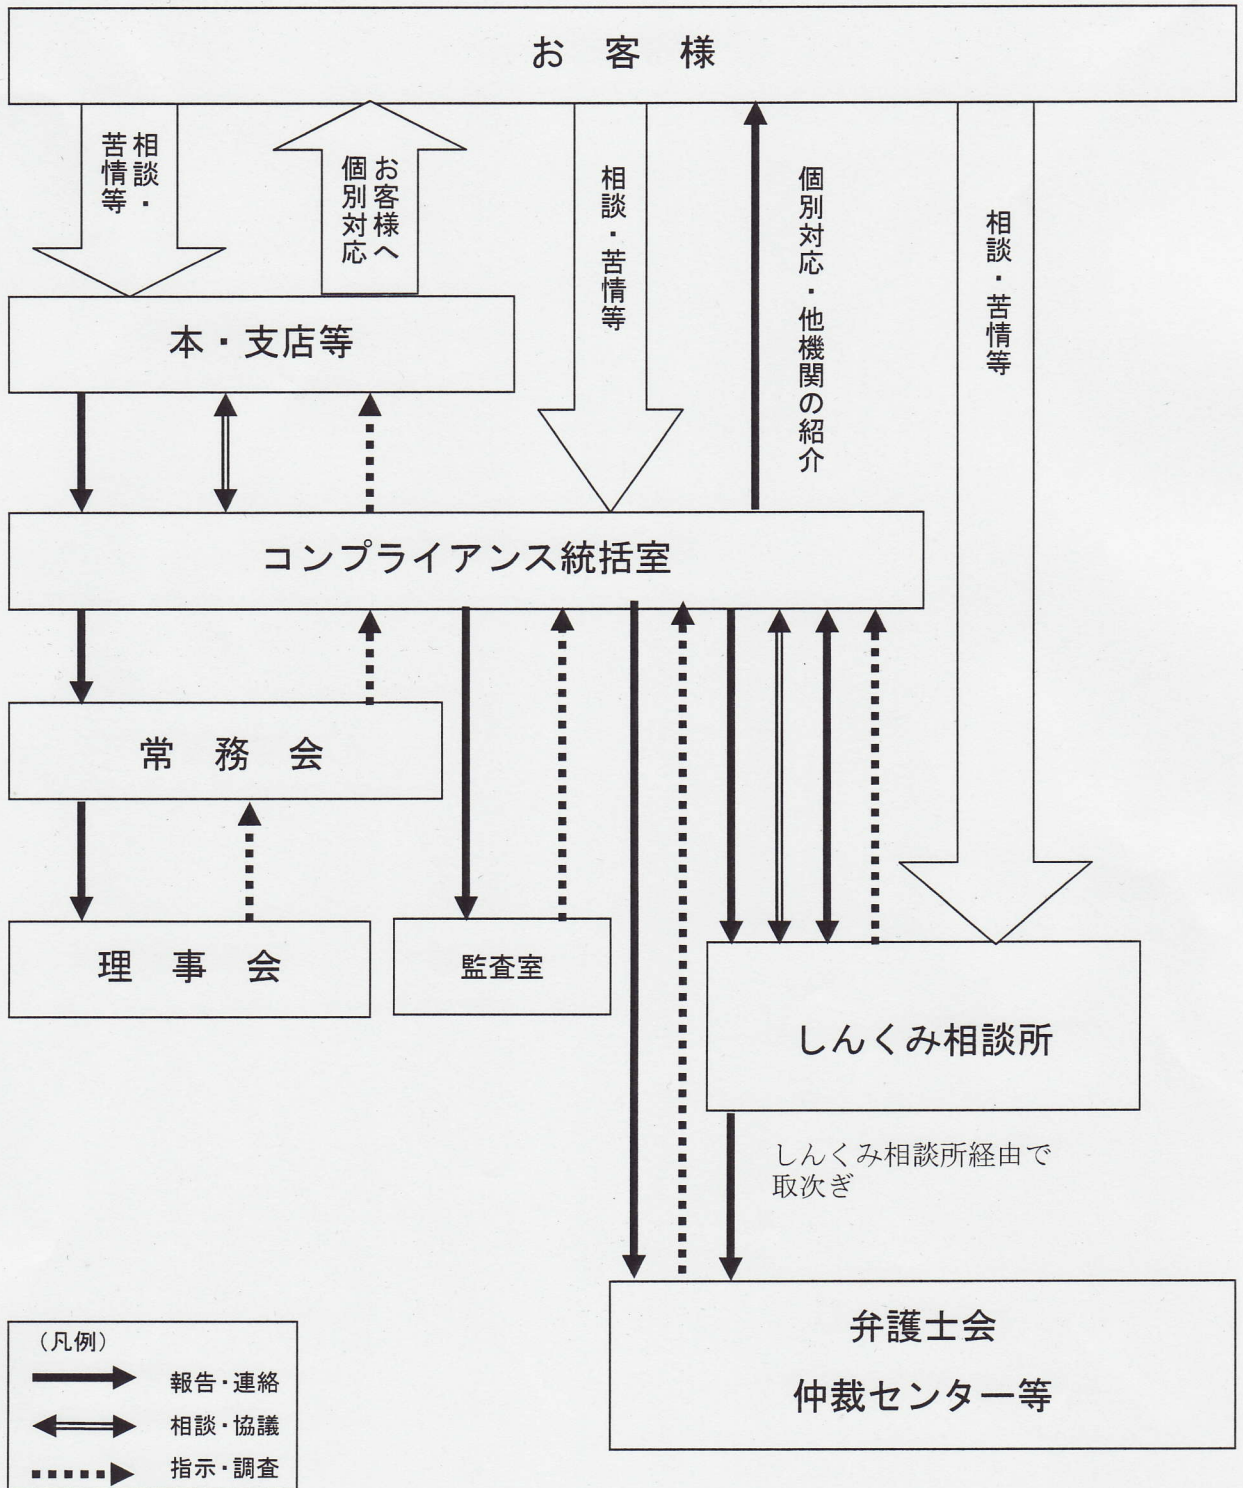 お　客　様
相談・
苦情等
お客様へ
個別対応
相談・苦情等
個別対応・他機関の紹介
相談・苦情等
本・支店等
コンプライアンス統括室
常　務　会
理　事　会
監査室
しんくみ相談所
しんくみ相談所経由で
取次ぎ
弁護士会
仲裁センター等
（凡例）
報告・連絡
相談・協議
指示・調査